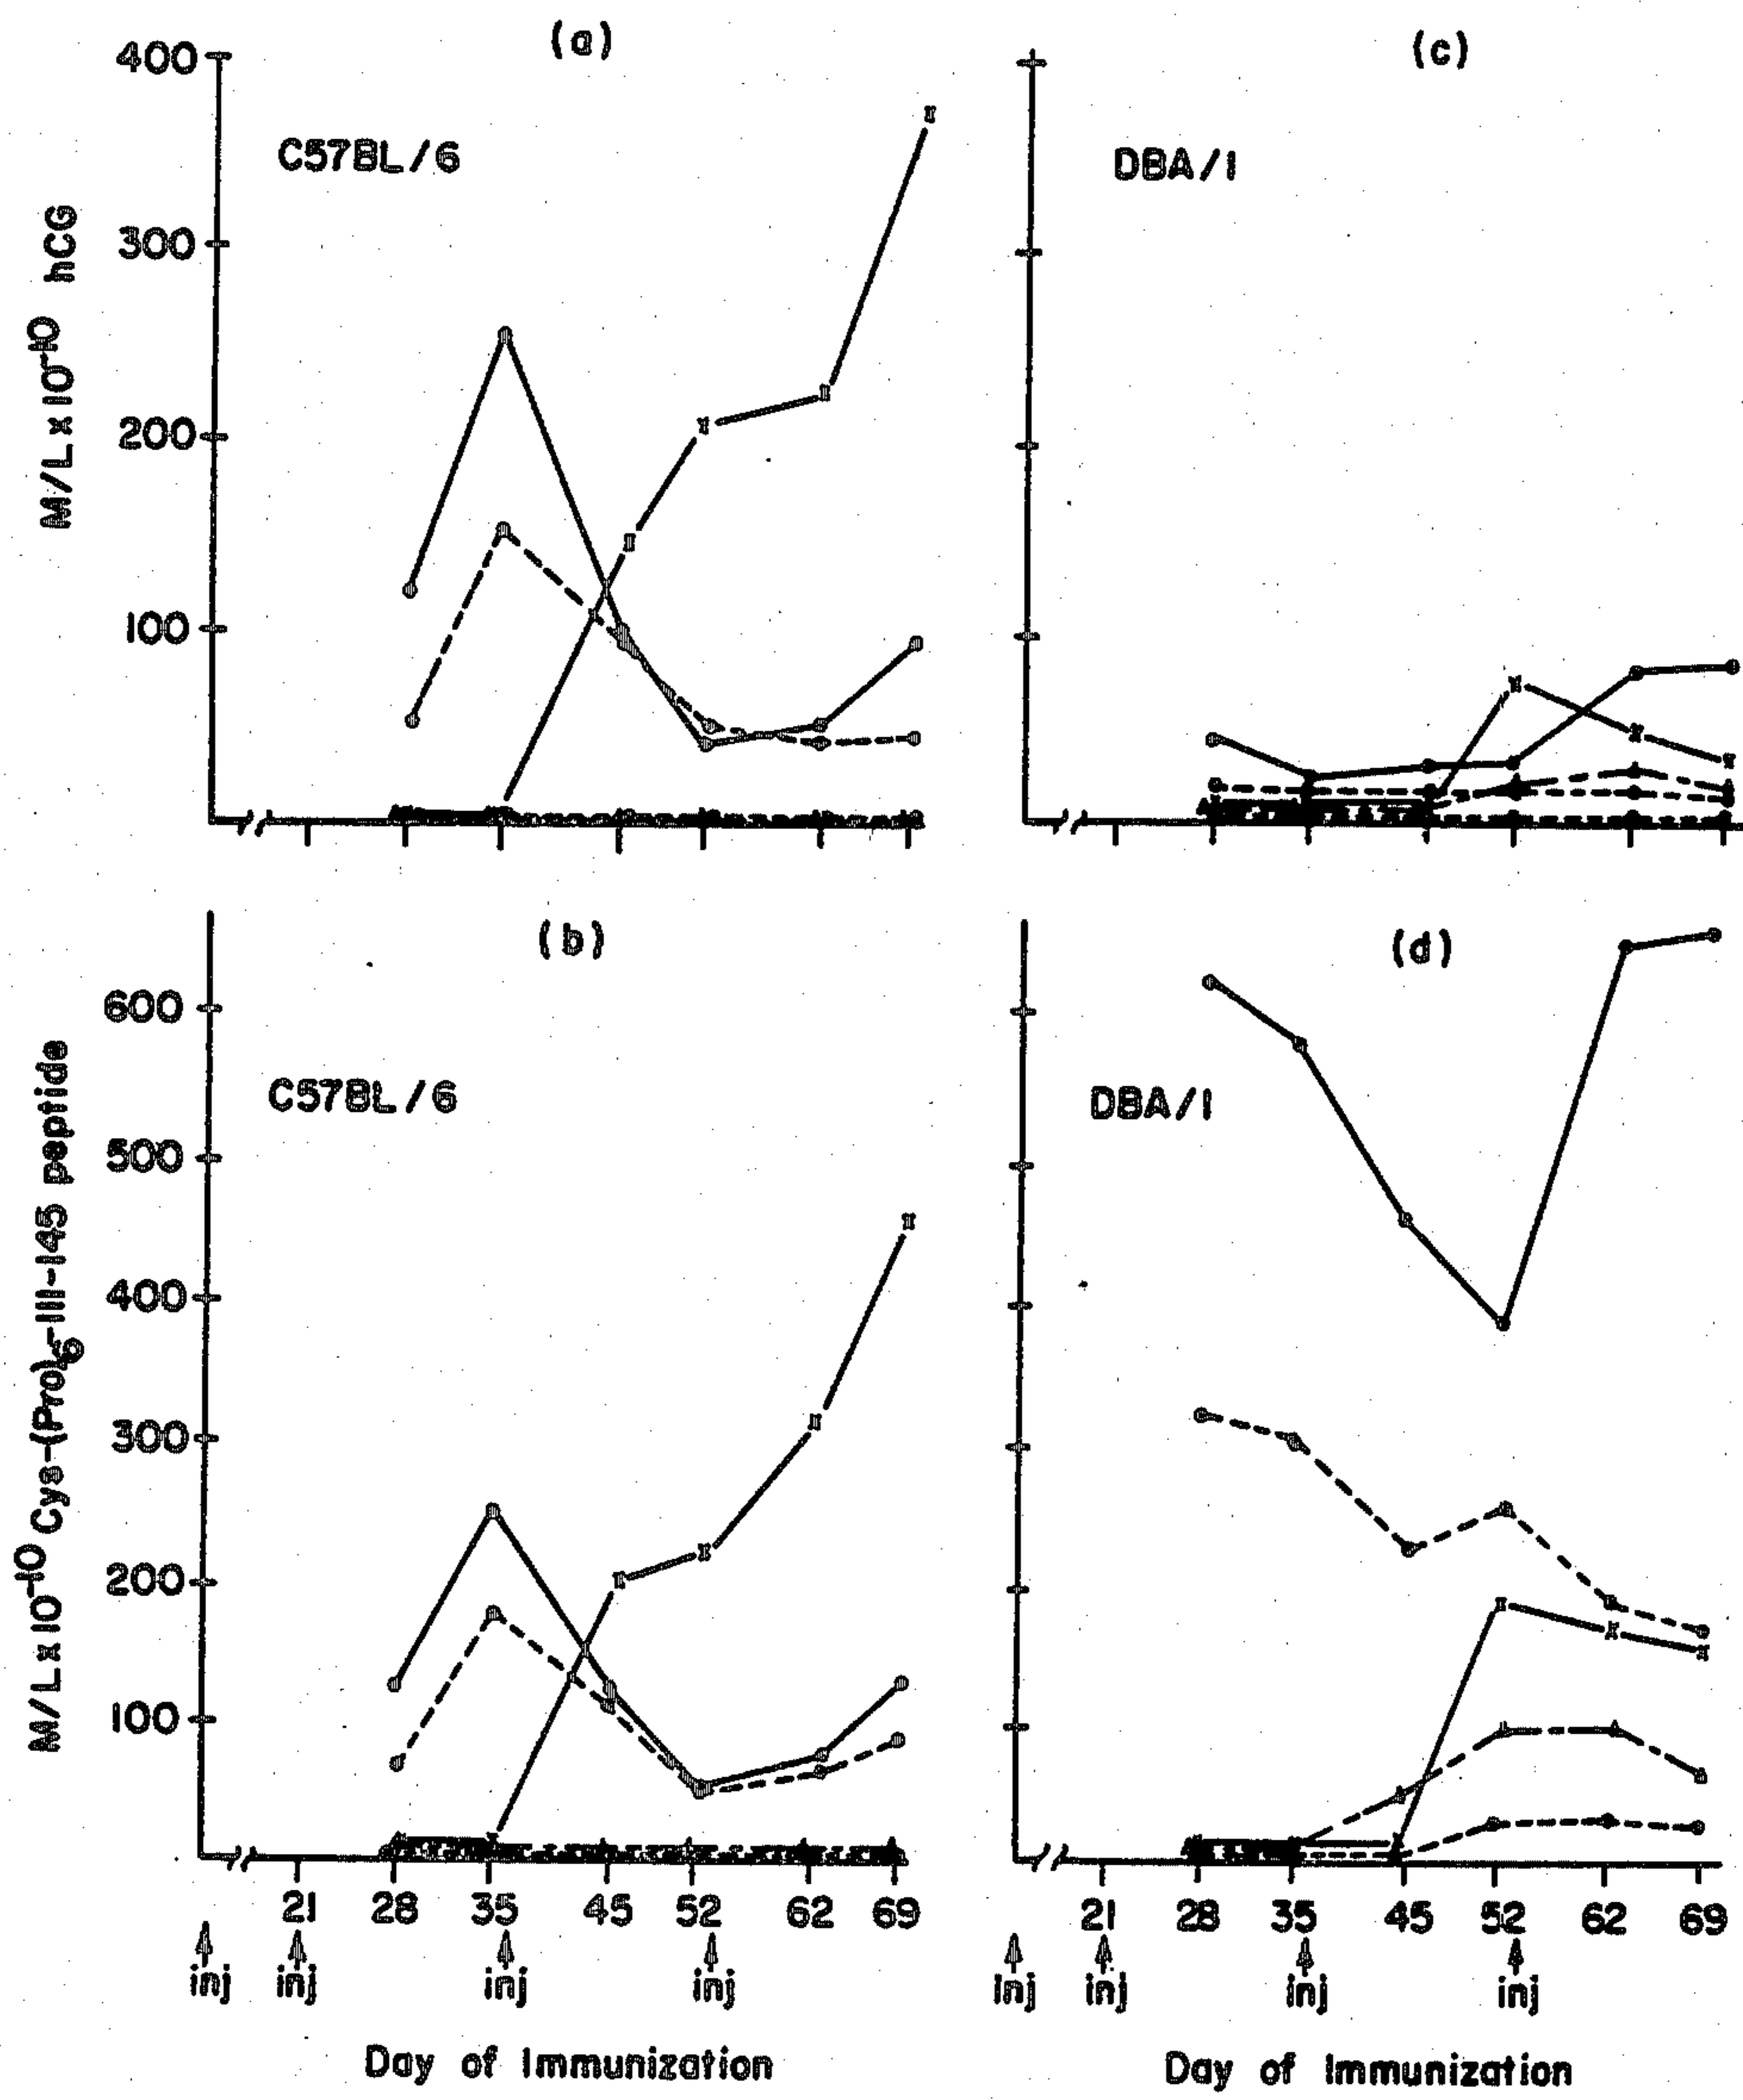 (a)
(c)
400
300
200
100
M/L x 10-10 hCG
C57BL/6
DBA/1
(b)
(d)
600
500
400
300
200
100
M/L x 10-10 Cys-(Pro)6-111-145 peptide
C57BL/6
DBA/1
21 28 35 45 52 62 69
21 28 35 45 52 62 69
inj inj inj inj
inj inj inj inj
Day of Immunization
Day of Immunization